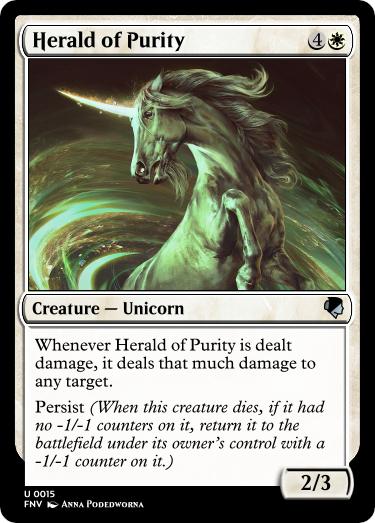 Herald of Purity 4
Creature — Unicorn
Whenever Herald of Purity is dealt
damage, it deals that much damage to
any target.
Persist (When this creature dies, if it had
no -1/-1 counters on it, return it to the
battlefield under its owner's control with a
-1/-1 counter on it.)
2/3
U 0015
FNV Anna Podedworna